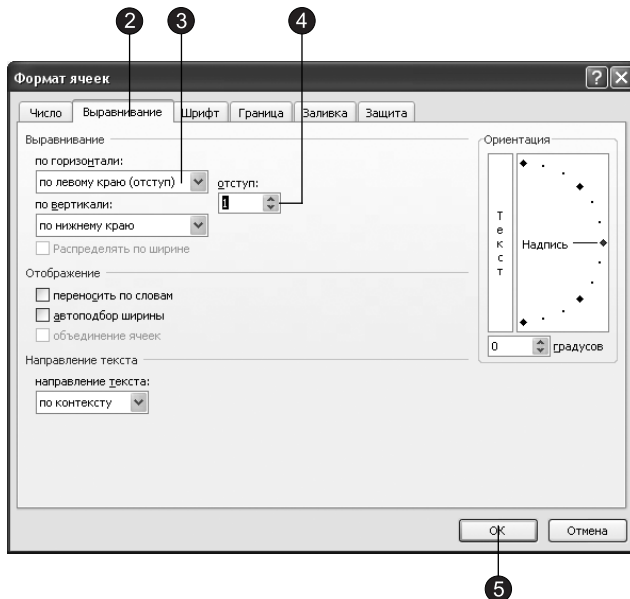 2 3 4
Формат ячеек
Число Выравнивание Шрифт Граница Заливка Защита
Выравнивание
по горизонтали:
по левому краю (отступ)
отступ:
1
по вертикали:
по нижнему краю
Распределять по ширине
Отображение
переносить по словам
автоподбор ширины
объединение ячеек
Направление текста
направление текста:
по контексту
Ориентация
Текст
Надпись
0 градусов
ОК Отмена
5